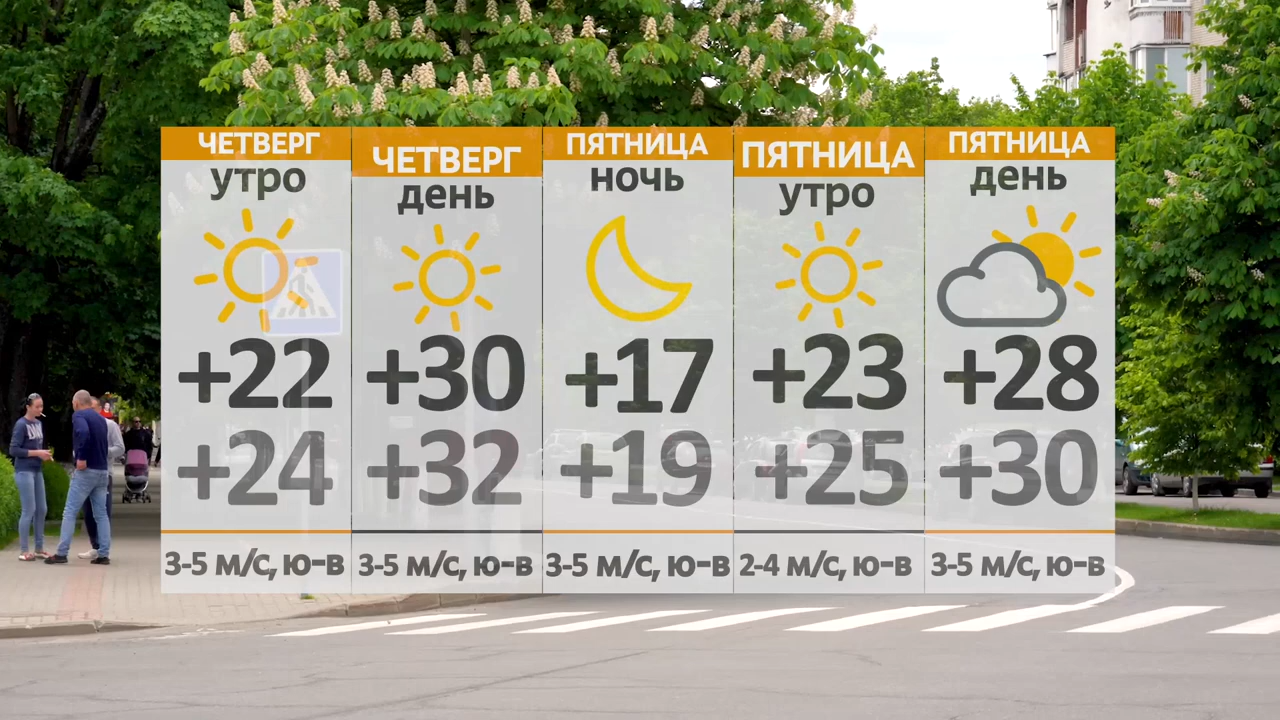 ЧЕТВЕРГ
утро
+22
+24
3-5 м/с, ю-в
ЧЕТВЕРГ
день
+30
+32
3-5 м/с, ю-в
ПЯТНИЦА
ночь
+17
+19
3-5 м/с, ю-в
ПЯТНИЦА
утро
+23
+25
2-4 м/с, ю-в
ПЯТНИЦА
день
+28
+30
3-5 м/с, ю-в